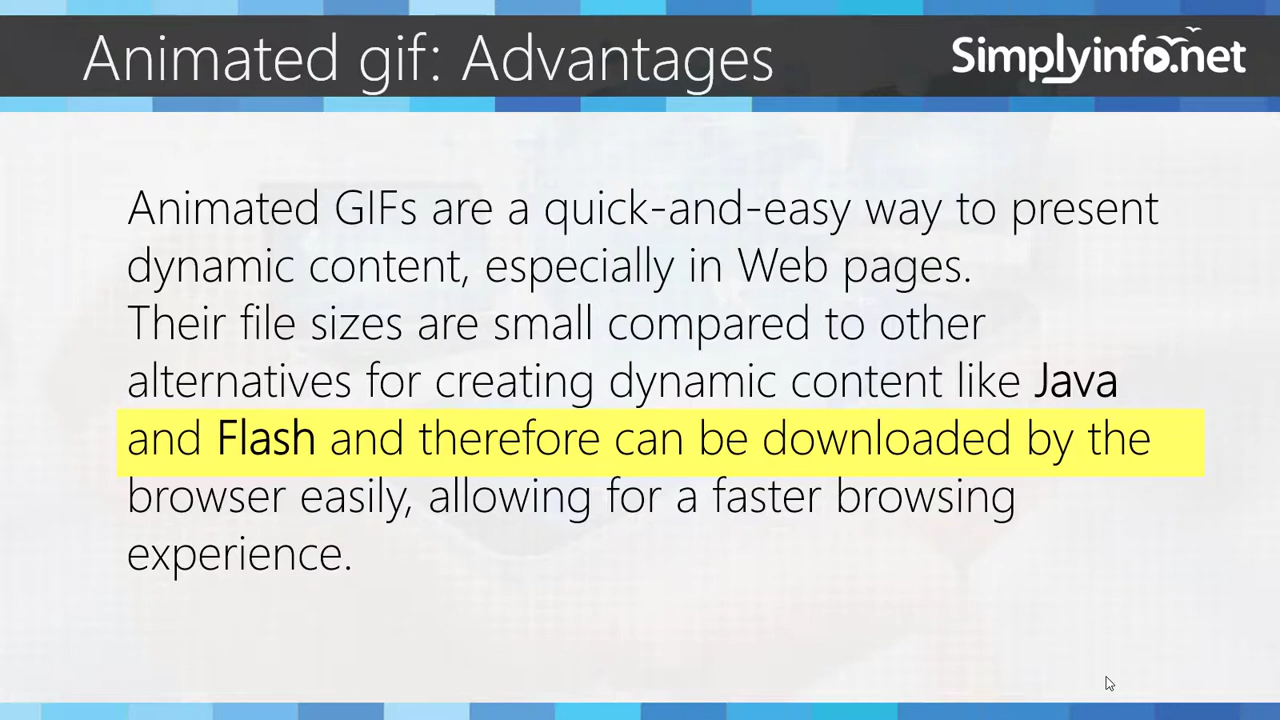 Animated gif: Advantages
Simplyinfo.net
Animated GIFs are a quick-and-easy way to present
dynamic content, especially in Web pages.
Their file sizes are small compared to other
alternatives for creating dynamic content like Java
and Flash and therefore can be downloaded by the
browser easily, allowing for a faster browsing
experience.